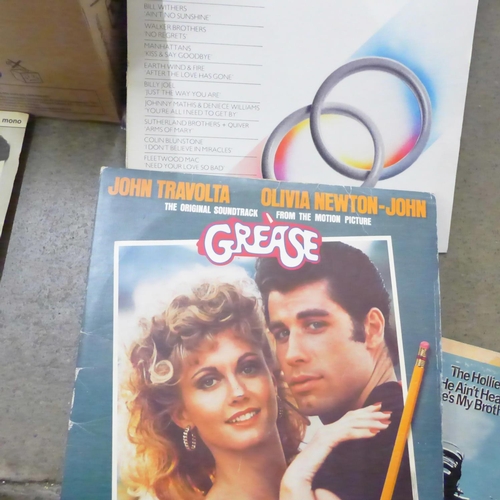 BILL WITHERS
'AIN'T NO SUNSHINE'
WALKER BROTHERS
'NO REGRETS'
MANHATTANS
'KISS & SAY GOODBYE'
EARTH WIND & FIRE
'AFTER THE LOVE HAS GONE'
BILLY JOEL
'JUST THE WAY YOU ARE'
JOHNNY MATHIS & DENIECE WILLIAMS
'YOU'RE ALL I NEED TO GET BY'
SUTHERLAND BROTHERS + QUIVER
'ARMS OF MARY'
COLIN BLUNSTONE
'I DON'T BELIEVE IN MIRACLES'
FLEETWOOD MAC
'NEED YOUR LOVE SO BAD'
mono
JOHN TRAVOLTA OLIVIA NEWTON-JOHN
THE ORIGINAL SOUNDTRACK FROM THE MOTION PICTURE
GREASE
The Hollie
He Ain't Hea
e's My Broth